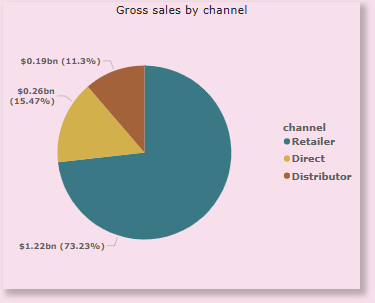 Gross sales by channel
$0.19bn (11.3%)
$0.26bn
(15.47%)
$1.22bn (73.23%)
channel
Retailer
Direct
Distributor